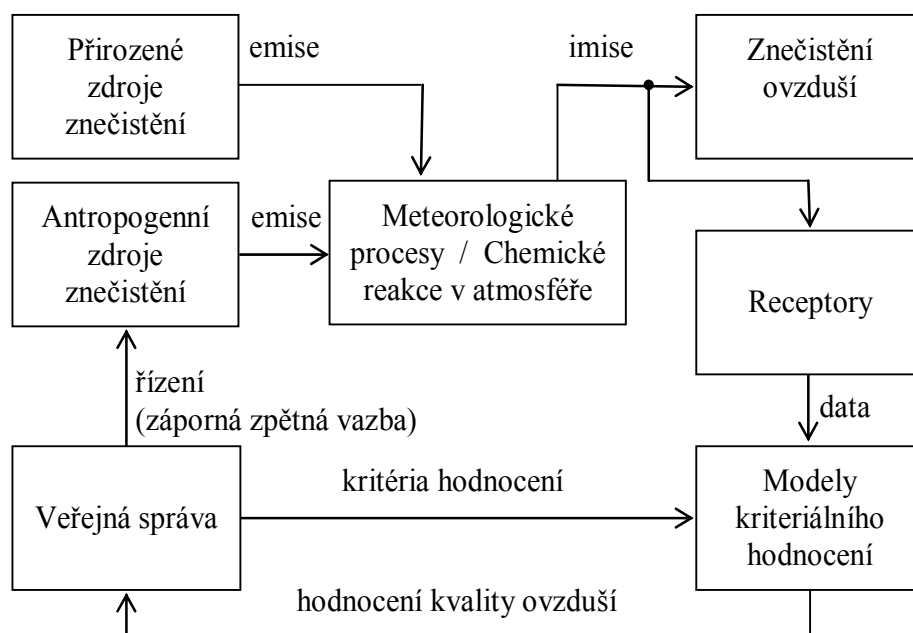 Přirozené
zdroje
znečistění
emise
imise
Znečistění
ovzduší
Antropogenní
zdroje
znečistění
emise
Meteorologické
procesy / Chemické
reakce v atmosféře
Receptory
řízení
(záporná zpětná vazba)
data
Veřejná správa
kritéria hodnocení
Modely
kriteriálního
hodnocení
hodnocení kvality ovzduší